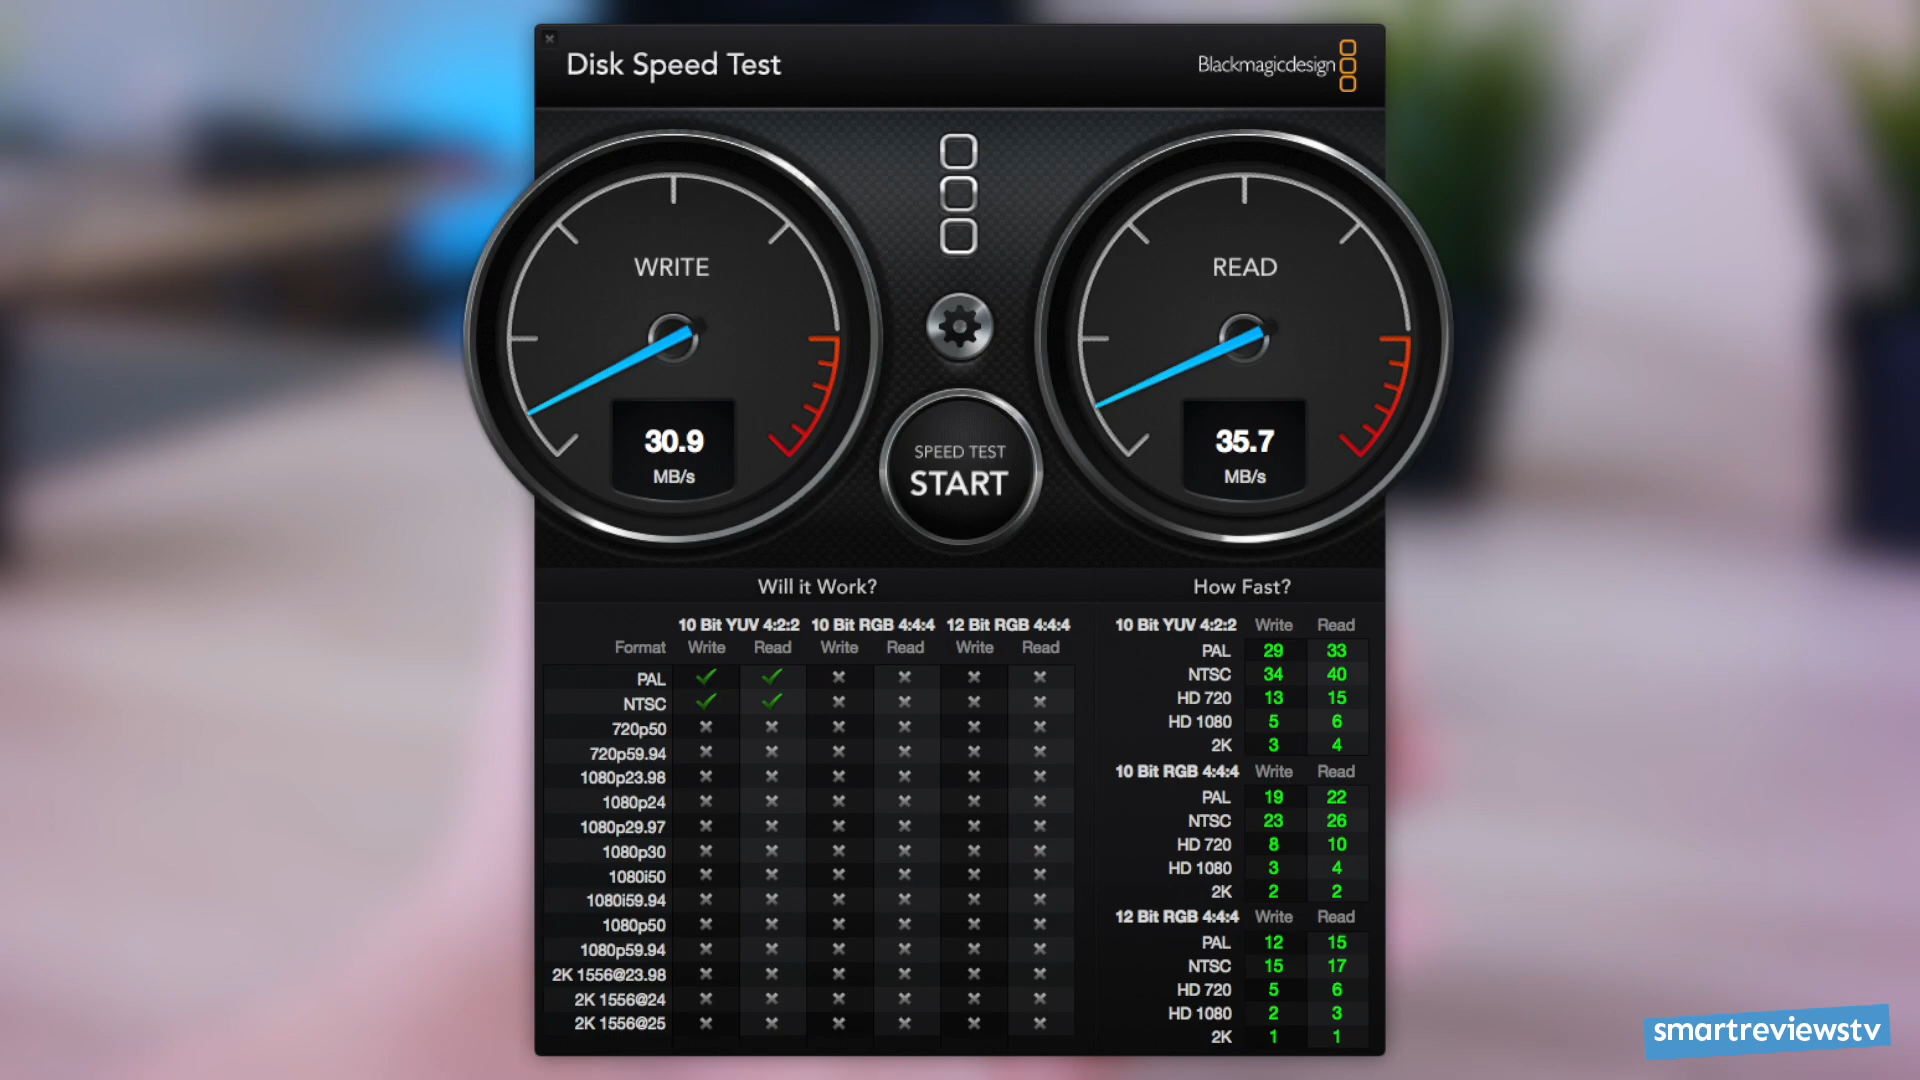 Disk Speed Test
Blackmagicdesign
WRITE
READ
30.9
MB/s
SPEED TEST
START
35.7
MB/s
Will it Work?
How Fast?
10 Bit YUV 4:2:2 10 Bit RGB 4:4:4 12 Bit RGB 4:4:4
Format Write Read Write Read Write Read
PAL
NTSC
720p50
720p59.94
1080p23.98
1080p24
1080p29.97
1080p30
1080i50
1080i59.94
1080p50
1080p59.94
2K 1556@23.98
2K 1556@24
2K 1556@25
10 Bit YUV 4:2:2 Write Read
PAL 29 33
NTSC 34 40
HD 720 13 15
HD 1080 5 6
2K 3 4
10 Bit RGB 4:4:4 Write Read
PAL 19 22
NTSC 23 26
HD 720 8 10
HD 1080 3 4
2K 2 2
12 Bit RGB 4:4:4 Write Read
PAL 12 15
NTSC 15 17
HD 720 5 6
HD 1080 2 3
2K 1 1
smartreviewstv